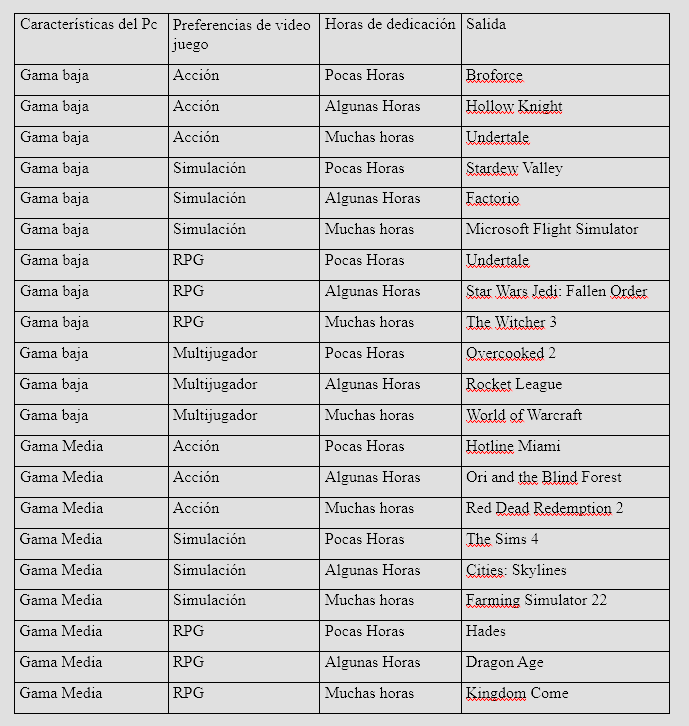 Características del Pc Preferencias de video juego Horas de dedicación Salida
Gama baja Acción Pocas Horas Broforce
Gama baja Acción Algunas Horas Hollow Knight
Gama baja Acción Muchas horas Undertale
Gama baja Simulación Pocas Horas Stardew Valley
Gama baja Simulación Algunas Horas Factorio
Gama baja Simulación Muchas horas Microsoft Flight Simulator
Gama baja RPG Pocas Horas Undertale
Gama baja RPG Algunas Horas Star Wars Jedi: Fallen Order
Gama baja RPG Muchas horas The Witcher 3
Gama baja Multijugador Pocas Horas Overcooked 2
Gama baja Multijugador Algunas Horas Rocket League
Gama baja Multijugador Muchas horas World of Warcraft
Gama Media Acción Pocas Horas Hotline Miami
Gama Media Acción Algunas Horas Ori and the Blind Forest
Gama Media Acción Muchas horas Red Dead Redemption 2
Gama Media Simulación Pocas Horas The Sims 4
Gama Media Simulación Algunas Horas Cities: Skylines
Gama Media Simulación Muchas horas Farming Simulator 22
Gama Media RPG Pocas Horas Hades
Gama Media RPG Algunas Horas Dragon Age
Gama Media RPG Muchas horas Kingdom Come